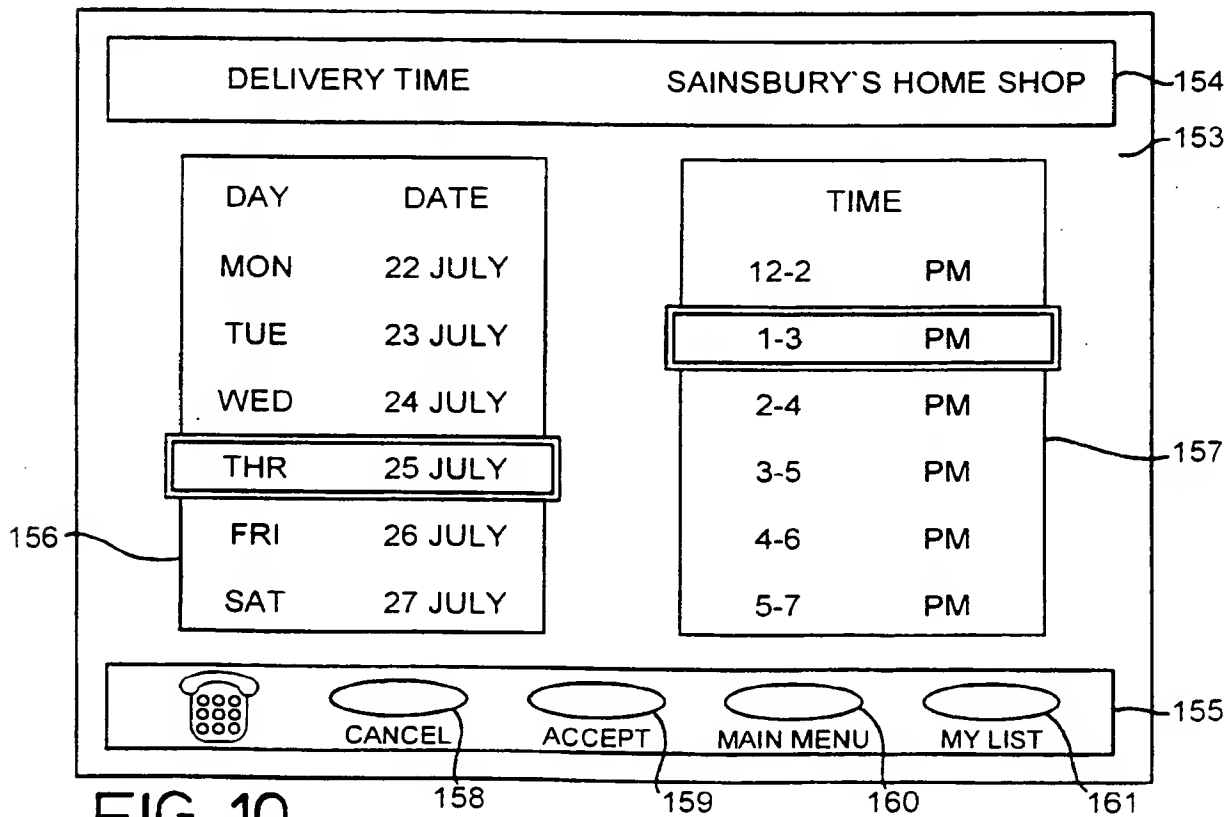 DELIVERY TIME SAINSBURY`S HOME SHOP
154
153
DAY DATE
MON 22 JULY
TUE 23 JULY
WED 24 JULY
THR 25 JULY
FRI 26 JULY
SAT 27 JULY
156
TIME
12-2 PM
1-3 PM
2-4 PM
3-5 PM
4-6 PM
5-7 PM
157
CANCEL ACCEPT MAIN MENU MY LIST
155
158 159 160 161
FIG. 10